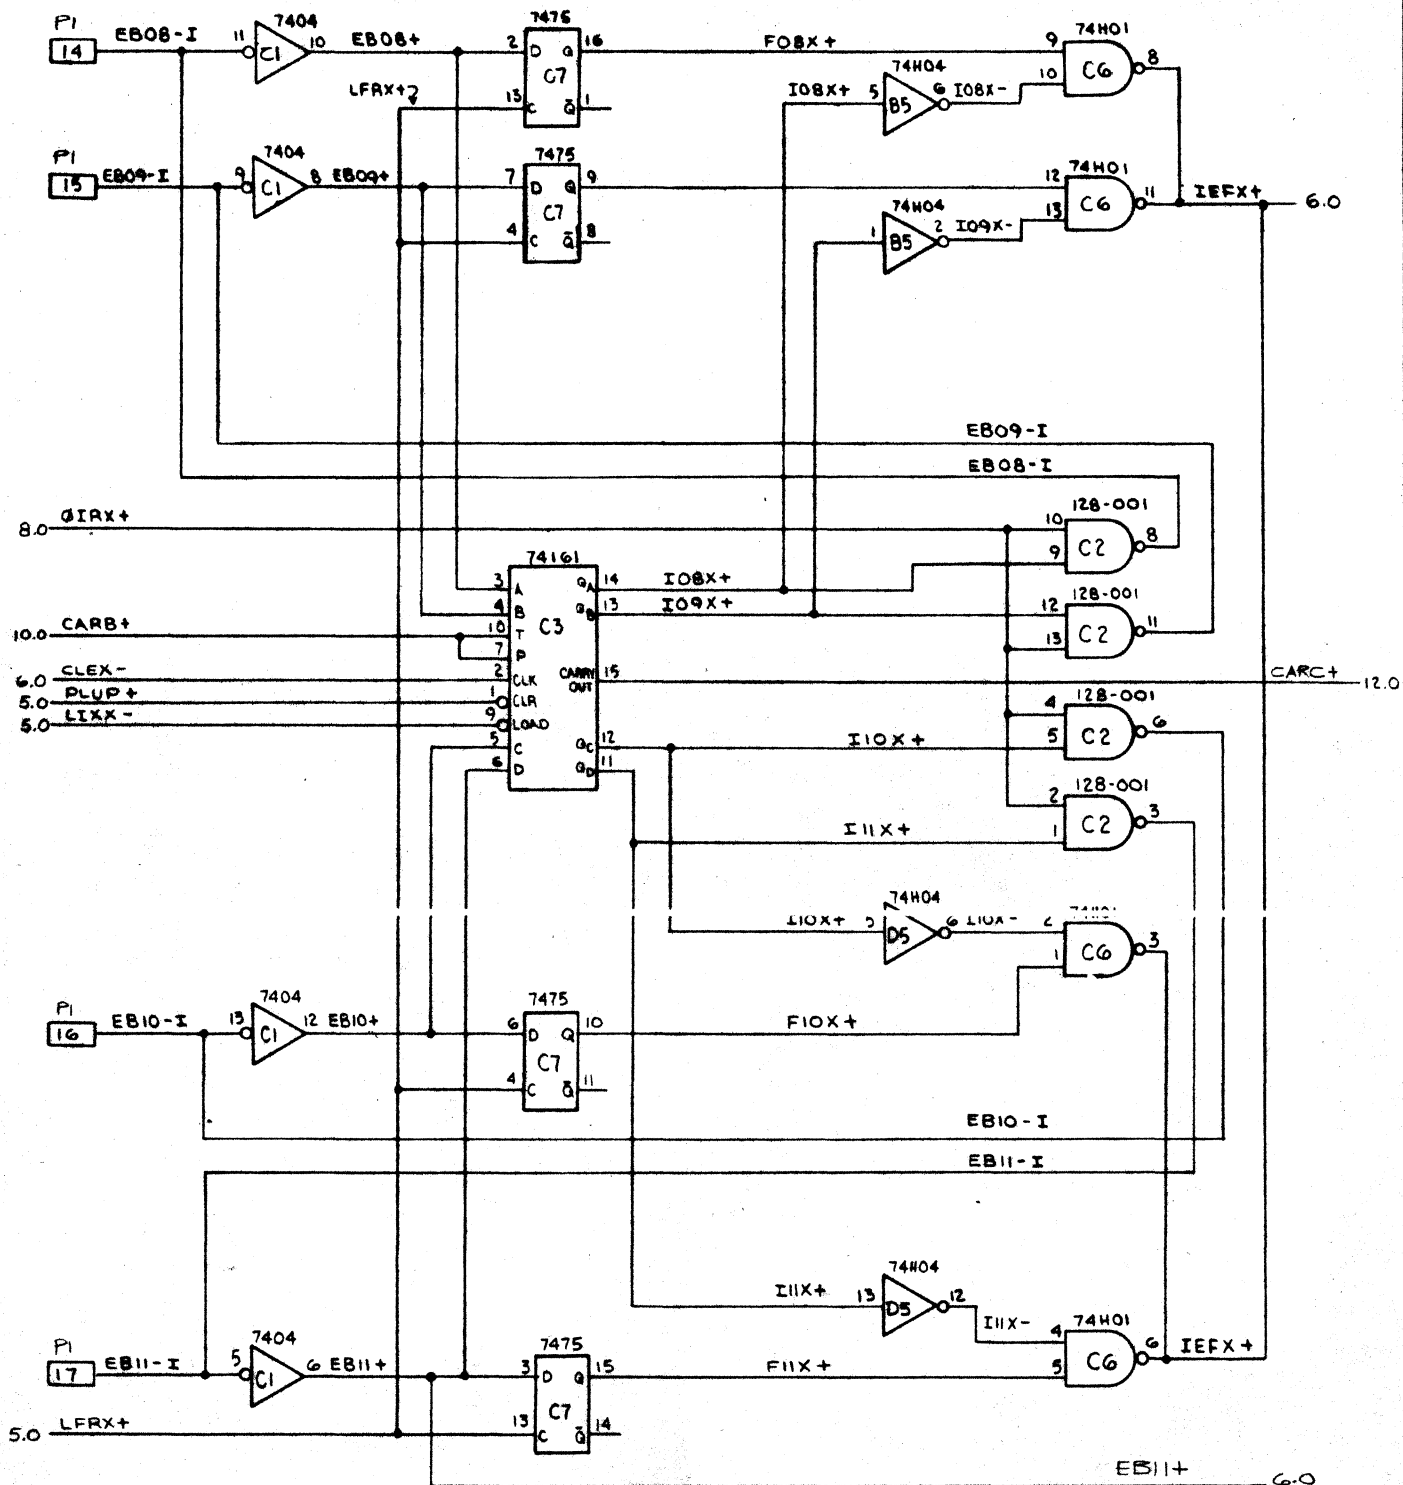 P1 7404 7475 74H01
14 EB08-I 11 C1 10 EB08+ 2 D Q 16 F08X+ 9 C6 8
C7 74H04 10
LFRX+ 13 C Q̅ 1 I08X+ 5 B5 6 I08X-
P1 7404 7475 74H01
15 EB09-I 9 C1 8 EB09+ 7 D Q 9 12 C6 11 IEFX+ 6.0
C7 74H04 13
4 C Q̅ 8 1 B5 2 I09X-
EB09-I
EB08-I
128-001
8.0 ØIRX+ 10 C2 8
74161 9
3 A QA 14 I08X+ 128-001
4 B QB 13 I09X+ 12 C2 11
10.0 CARB+ 10 T C3 13
7 P
6.0 CLEX- 2 CLK CARRY OUT 15 CARC+ 12.0
5.0 PLUP+ 1 CLR 128-001
5.0 LIXX- 9 LOAD 4 C2 6
5 C QC 12 I10X+ 5
6 D QD 11 128-001
2 C2 3
I11X+ 1
74H04
I10X+ D5 6 I10X- 2 C6 3
1
P1 7404 7475
16 EB10-I 13 C1 12 EB10+ 6 D Q 10 F10X+
C7
4 C Q̅ 11
EB10-I
EB11-I
74H04
I11X+ 13 D5 12 74H01
I11X- 4 C6 6 IEFX+
P1 7404 7475
17 EB11-I 5 C1 6 EB11+ 3 D Q 15 F11X+ 5
C7
5.0 LFRX+ 13 C Q̅ 14
EB11+ 6.0